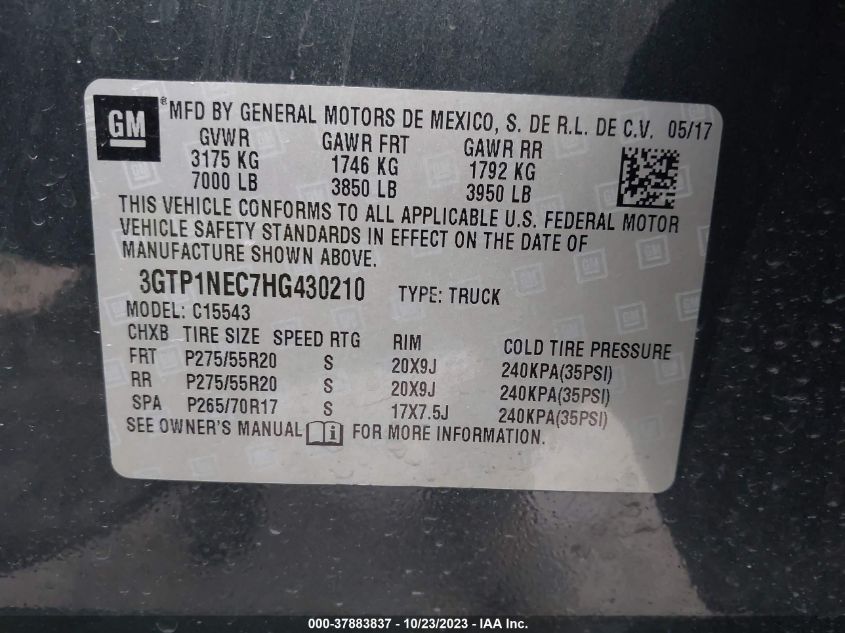 GM ® MFD BY GENERAL MOTORS DE MEXICO, S. DE R.L. DE C.V. 05/17
GVWR GAWR FRT GAWR RR
3175 KG 1746 KG 1792 KG
7000 LB 3850 LB 3950 LB
THIS VEHICLE CONFORMS TO ALL APPLICABLE U.S. FEDERAL MOTOR
VEHICLE SAFETY STANDARDS IN EFFECT ON THE DATE OF
MANUFACTURE SHOWN ABOVE.
3GTP1NEC7HG430210 TYPE: TRUCK
MODEL: C15543
CHXB TIRE SIZE SPEED RTG RIM COLD TIRE PRESSURE
FRT P275/55R20 S 20X9J 240KPA(35PSI)
RR P275/55R20 S 20X9J 240KPA(35PSI)
SPA P265/70R17 S 17X7.5J 240KPA(35PSI)
SEE OWNER'S MANUAL i FOR MORE INFORMATION.
000-37883837 - 10/23/2023 - COPYRIGHT IAA, Inc.